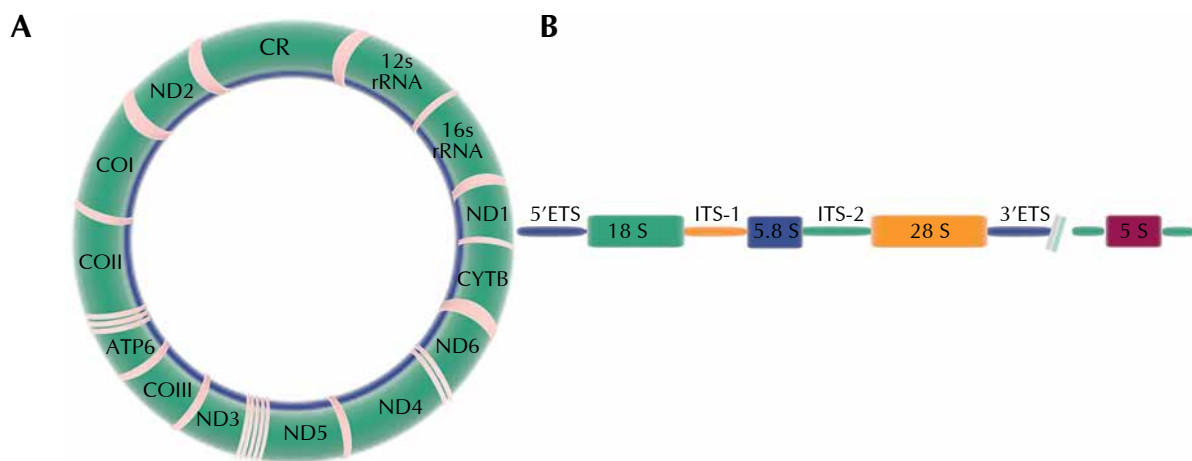 A
B
CR
12s
rRNA
16s
rRNA
ND1
CYTB
ND6
ND4
ND5
ND3
COIII
ATP6
COII
COI
ND2
5'ETS
18 S
ITS-1
5.8 S
ITS-2
28 S
3'ETS
5 S